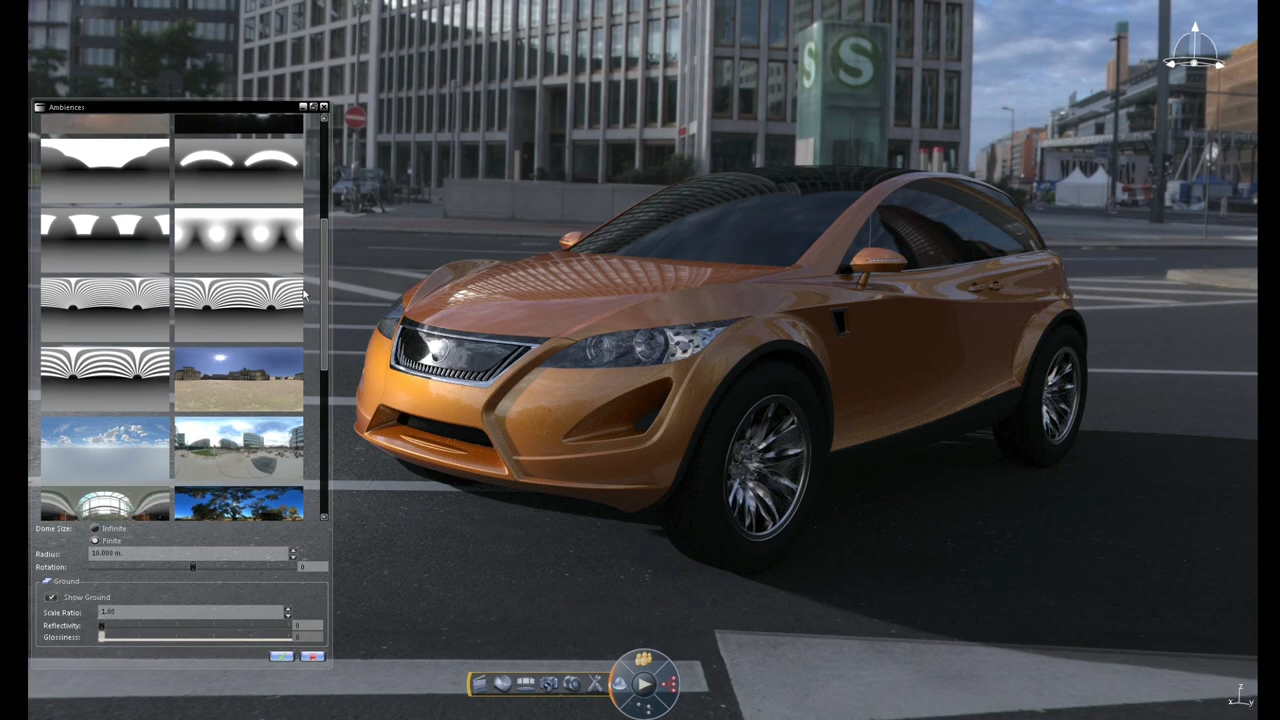 Ambiences
S S
Dome Size: Infinite
Finite
Radius: 10.000 m.
Rotation: 0
Ground
Show Ground
Scale Ratio: 1.00
Reflectivity: 0
Glossiness: 0
z
x y